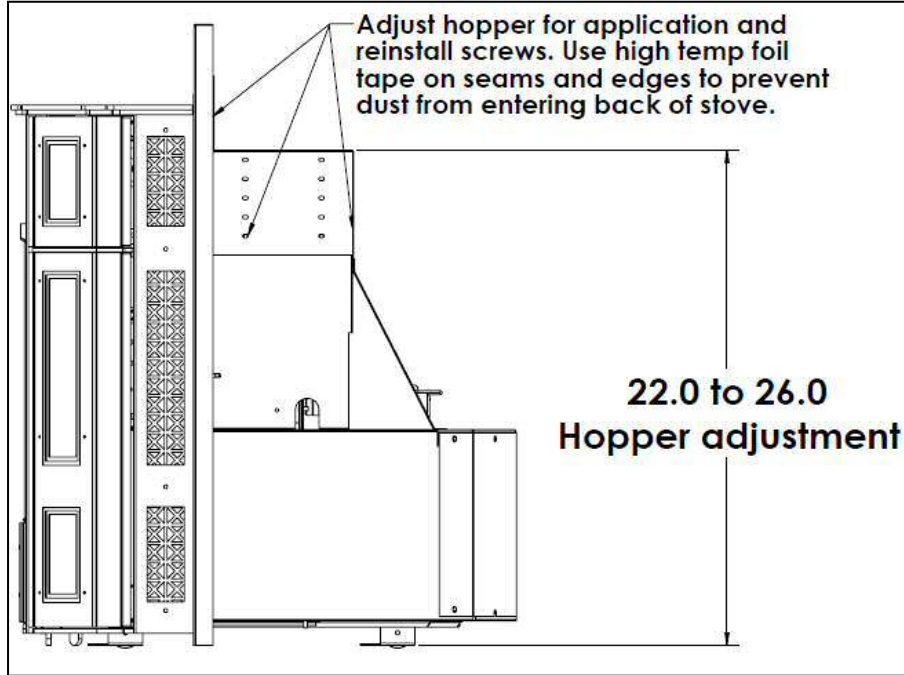 Adjust hopper for application and
reinstall screws. Use high temp foil
tape on seams and edges to prevent
dust from entering back of stove.
22.0 to 26.0
Hopper adjustment